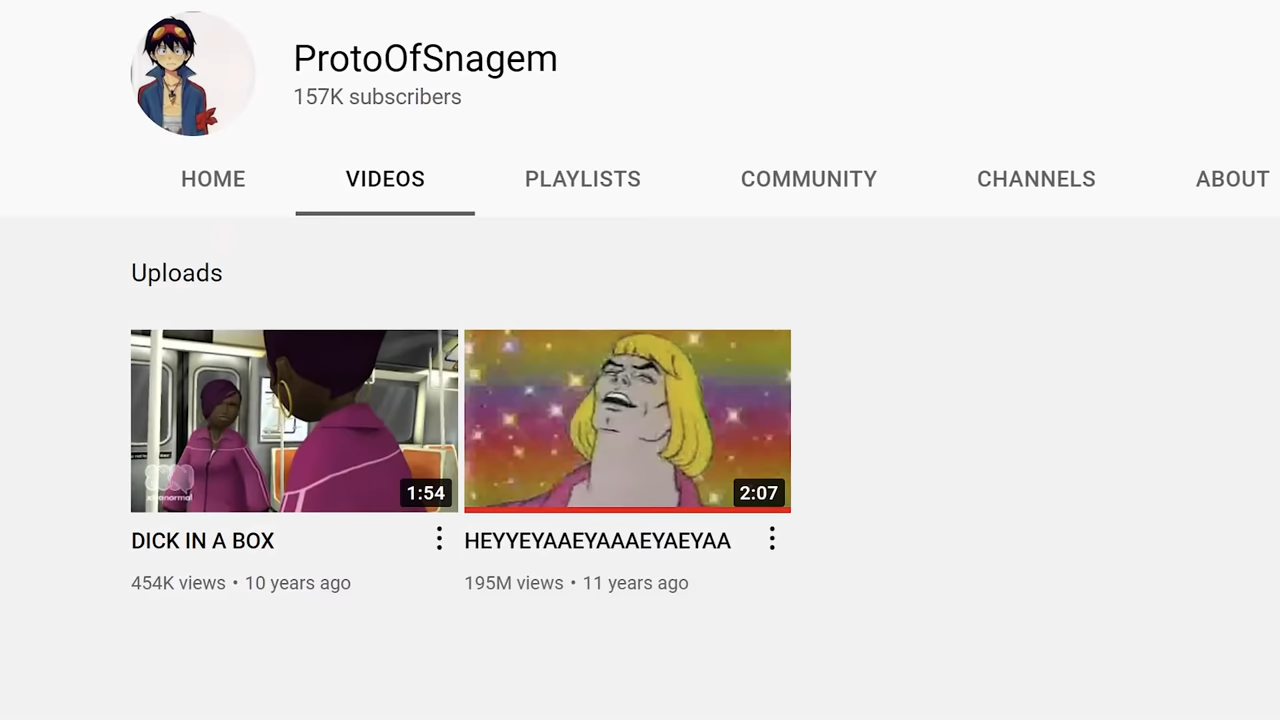 ProtoOfSnagem
157K subscribers
HOME VIDEOS PLAYLISTS COMMUNITY CHANNELS ABOUT
Uploads
xtranormal
1:54 2:07
DICK IN A BOX HEYYEYAAEYAAAEYAEYAA
454K views • 10 years ago 195M views • 11 years ago